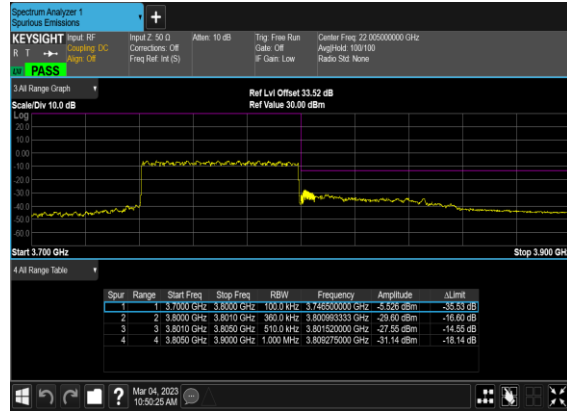 Spectrum Analyzer 1
Spurious Emissions
+
KEYSIGHT Input: RF Input Z: 50 Ω Atten: 10 dB Trig: Free Run Center Freq: 22.005000000 GHz
R T Coupling: DC Corrections: Off Gate: Off Avg|Hold: 100/100
Align: Off Freq Ref: Int (S) IF Gain: Low Radio Std: None
PASS
3 All Range Graph
Ref Lvl Offset 33.52 dB
Scale/Div 10.0 dB Ref Value 30.00 dBm
Log
20.0
10.0
0.00
-10.0
-20.0
-30.0
-40.0
-50.0
-60.0
Start 3.700 GHz Stop 3.900 GHz
4 All Range Table
Spur Range Start Freq Stop Freq RBW Frequency Amplitude ΔLimit
1 1 3.7000 GHz 3.8000 GHz 100.0 kHz 3.746500000 GHz -5.526 dBm -35.53 dB
2 2 3.8000 GHz 3.8010 GHz 360.0 kHz 3.800993333 GHz -29.60 dBm -16.60 dB
3 3 3.8010 GHz 3.8050 GHz 510.0 kHz 3.801520000 GHz -27.55 dBm -14.55 dB
4 4 3.8050 GHz 3.9000 GHz 1.000 MHz 3.809275000 GHz -31.14 dBm -18.14 dB
? Mar 04, 2023
10:50:25 AM